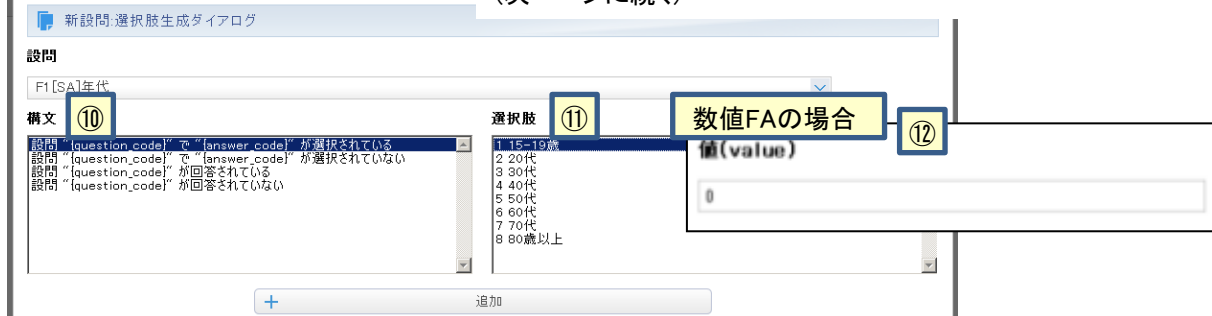 新設問:選択肢生成ダイアログ
設問
F1[SA]年代
構文
⑩
選択肢
⑪
数値FAの場合
⑫
設問 "{question_code}" で "{answer_code}" が選択されている
設問 "{question_code}" で "{answer_code}" が選択されていない
設問 "{question_code}" が回答されている
設問 "{question_code}" が回答されていない
1 15-19歳
2 20代
3 30代
4 40代
5 50代
6 60代
7 70代
8 80歳以上
値(value)
0
+ 追加